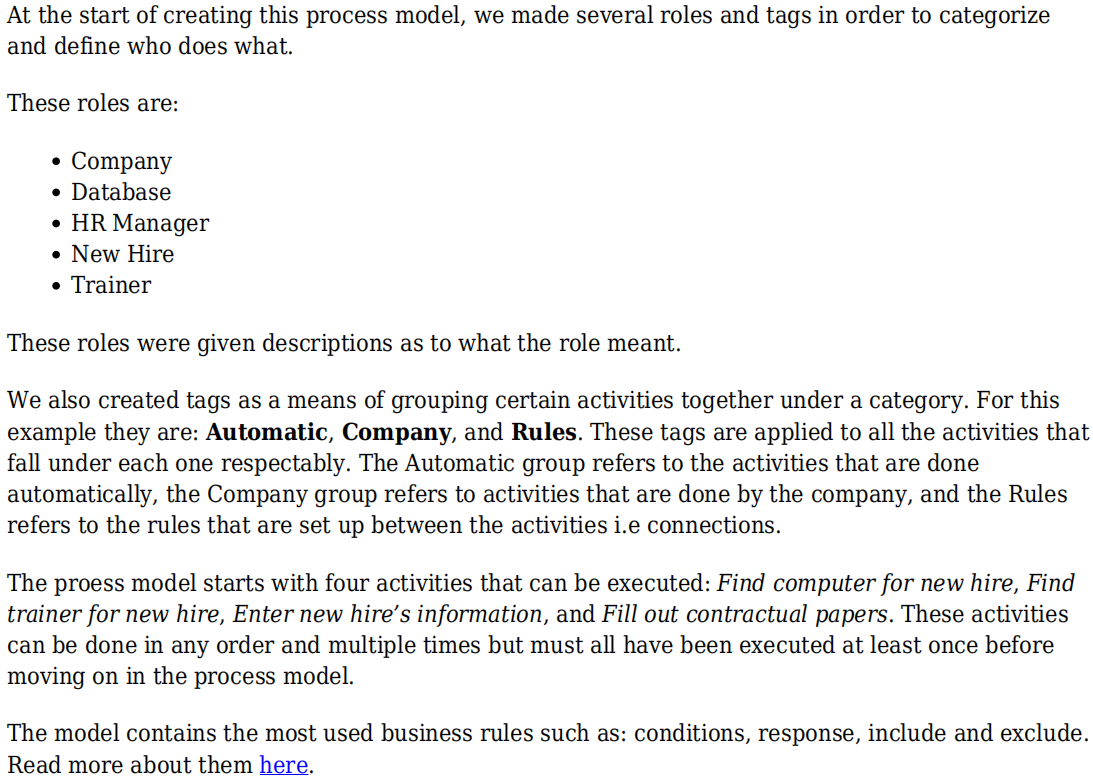 At the start of creating this process model, we made several roles and tags in order to categorize
and define who does what.
These roles are:
• Company
• Database
• HR Manager
• New Hire
• Trainer
These roles were given descriptions as to what the role meant.
We also created tags as a means of grouping certain activities together under a category. For this
example they are: Automatic, Company, and Rules. These tags are applied to all the activities that
fall under each one respectably. The Automatic group refers to the activities that are done
automatically, the Company group refers to activities that are done by the company, and the Rules
refers to the rules that are set up between the activities i.e connections.
The proess model starts with four activities that can be executed: Find computer for new hire, Find
trainer for new hire, Enter new hire’s information, and Fill out contractual papers. These activities
can be done in any order and multiple times but must all have been executed at least once before
moving on in the process model.
The model contains the most used business rules such as: conditions, response, include and exclude.
Read more about them here.